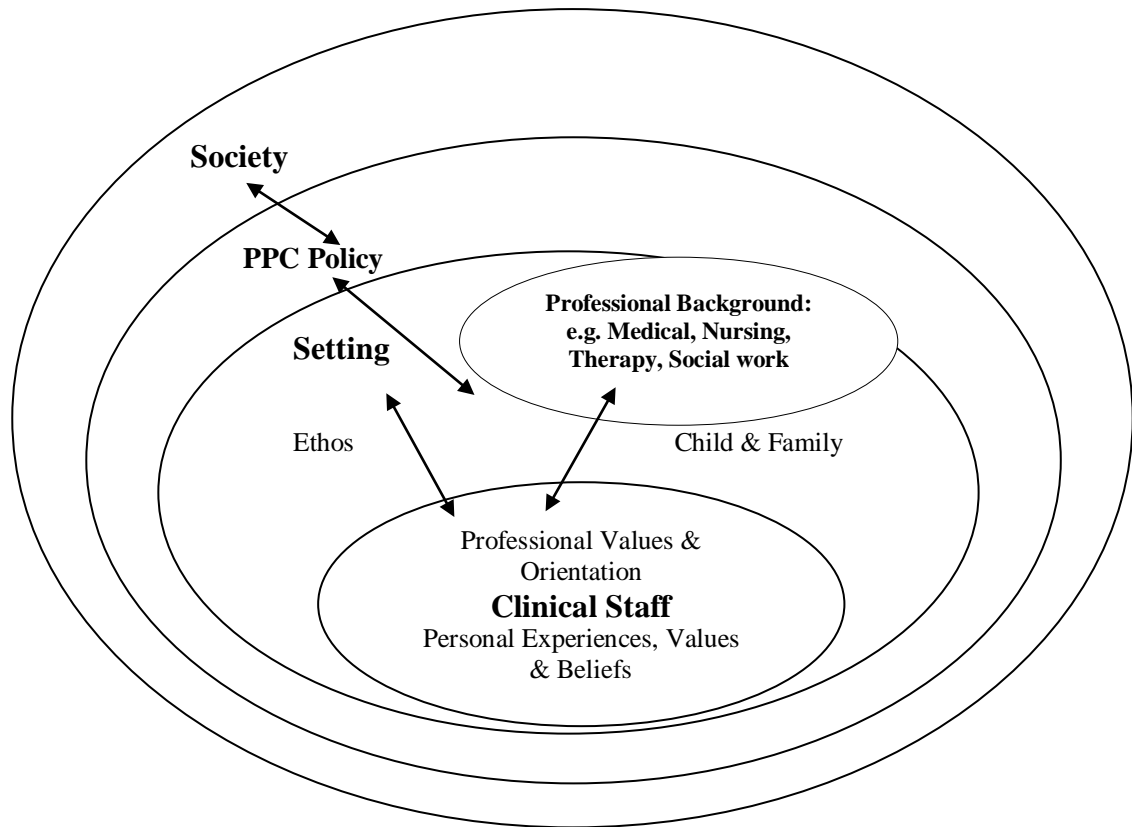 Society
PPC Policy
Professional Background:
e.g. Medical, Nursing,
Therapy, Social work
Setting
Ethos
Child & Family
Professional Values &
Orientation
Clinical Staff
Personal Experiences, Values
& Beliefs